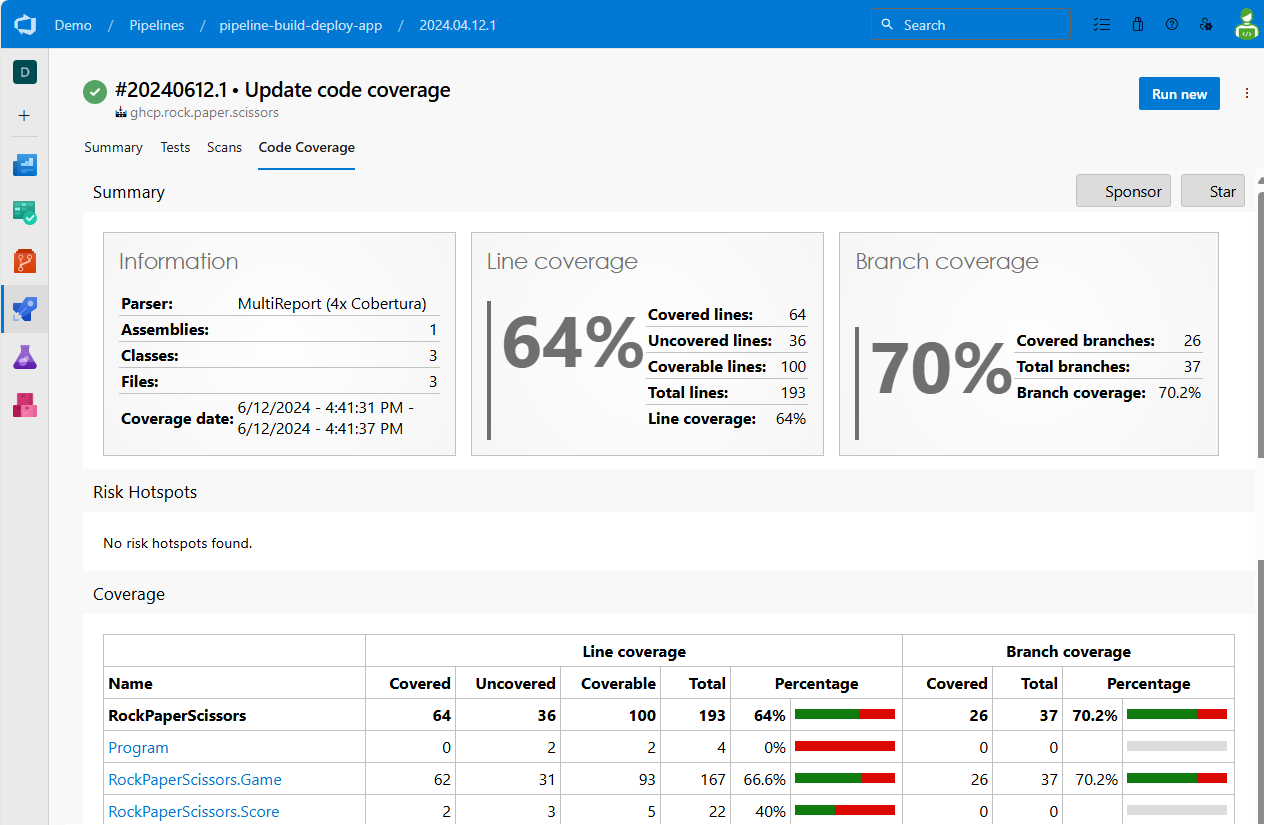 Demo / Pipelines / pipeline-build-deploy-app / 2024.04.12.1 Search
D
#20240612.1 • Update code coverage
Run new
ghcp.rock.paper.scissors
Summary Tests Scans Code Coverage
Summary Sponsor Star
Information
Parser: MultiReport (4x Cobertura)
Assemblies: 1
Classes: 3
Files: 3
Coverage date: 6/12/2024 - 4:41:31 PM -
6/12/2024 - 4:41:37 PM
Line coverage
64%
Covered lines: 64
Uncovered lines: 36
Coverable lines: 100
Total lines: 193
Line coverage: 64%
Branch coverage
70%
Covered branches: 26
Total branches: 37
Branch coverage: 70.2%
Risk Hotspots
No risk hotspots found.
Coverage
Line coverage Branch coverage
Name Covered Uncovered Coverable Total Percentage Covered Total Percentage
RockPaperScissors 64 36 100 193 64% 26 37 70.2%
Program 0 2 2 4 0% 0 0
RockPaperScissors.Game 62 31 93 167 66.6% 26 37 70.2%
RockPaperScissors.Score 2 3 5 22 40% 0 0